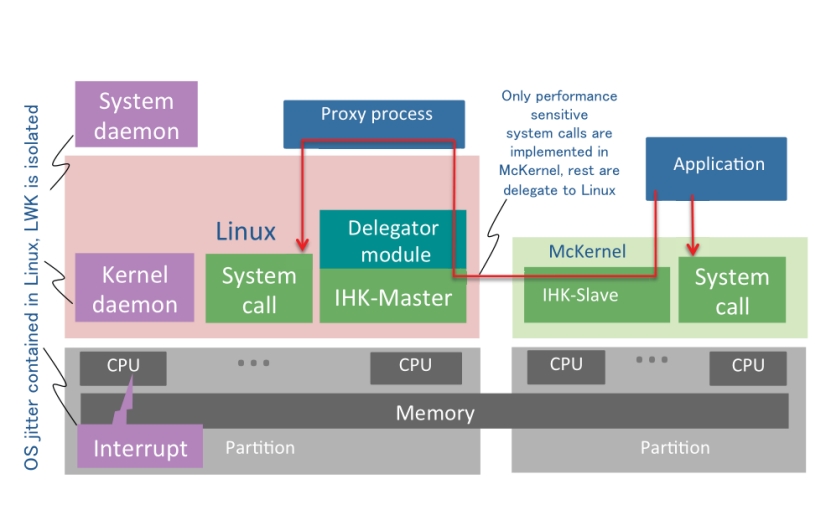 OS jitter contained in Linux, LWK is isolated
System
daemon
Proxy process
Only performance
sensitive
system calls are
implemented in
McKernel, rest are
delegate to Linux
Application
Linux
Delegator
module
Kernel
daemon
System
call
IHK-Master
McKernel
IHK-Slave
System
call
CPU
CPU
CPU
CPU
Memory
Interrupt
Partition
Partition